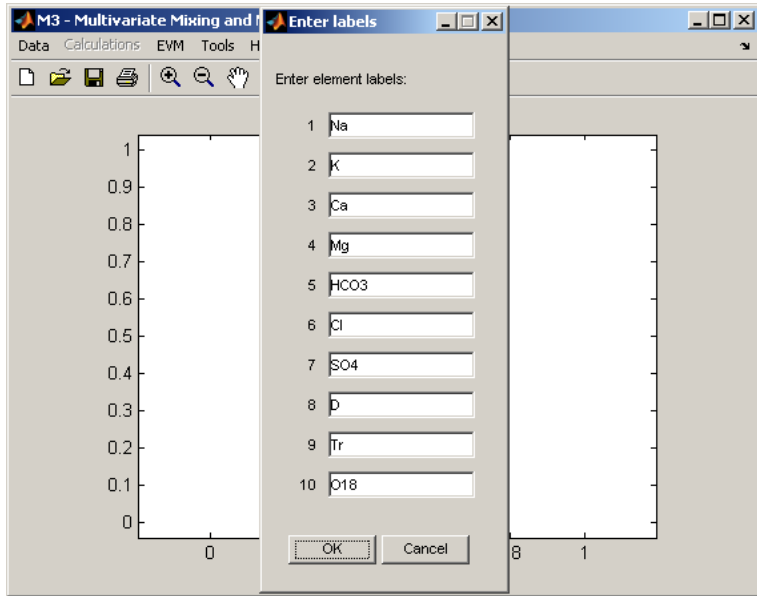 M3 - Multivariate Mixing and
Data Calculations EVM Tools H
Enter labels
Enter element labels:
1 Na
2 K
3 Ca
4 Mg
5 HCO3
6 Cl
7 SO4
8 D
9 Tr
10 O18
OK Cancel
1
0.9
0.8
0.7
0.6
0.5
0.4
0.3
0.2
0.1
0
0 8 1